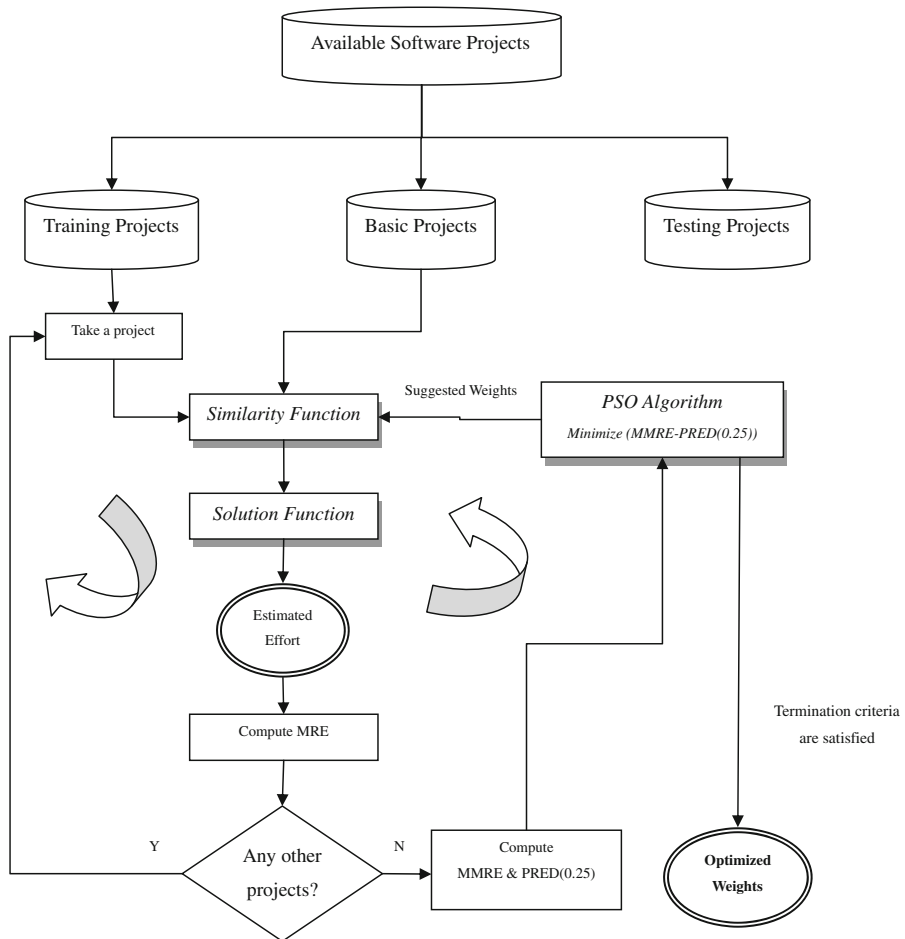 Available Software Projects
Training Projects
Basic Projects
Testing Projects
Take a project
Suggested Weights
Similarity Function
PSO Algorithm
Minimize (MMRE-PRED(0.25))
Solution Function
Estimated
Effort
Compute MRE
Termination criteria
are satisfied
Y
Any other
projects?
N
Compute
MMRE & PRED(0.25)
Optimized
Weights